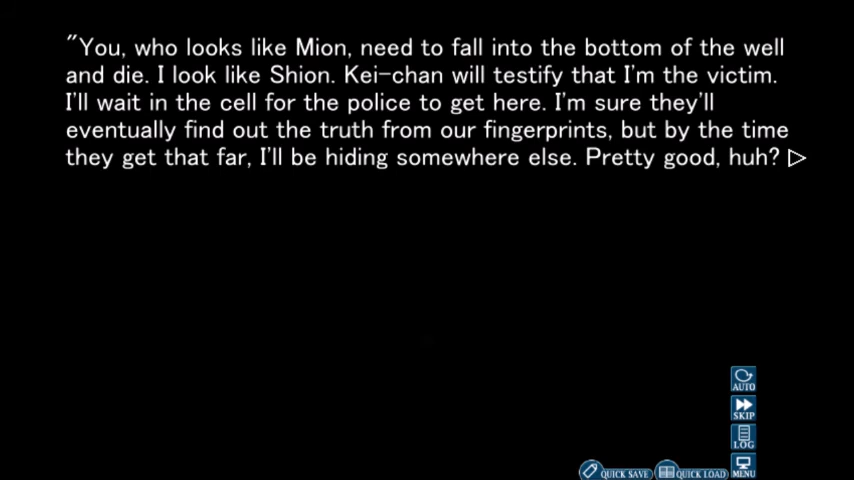 "You, who looks like Mion, need to fall into the bottom of the well
and die. I look like Shion. Kei-chan will testify that I'm the victim.
I'll wait in the cell for the police to get here. I'm sure they'll
eventually find out the truth from our fingerprints, but by the time
they get that far, I'll be hiding somewhere else. Pretty good, huh?
AUTO
SKIP
LOG
MENU
QUICK SAVE
QUICK LOAD